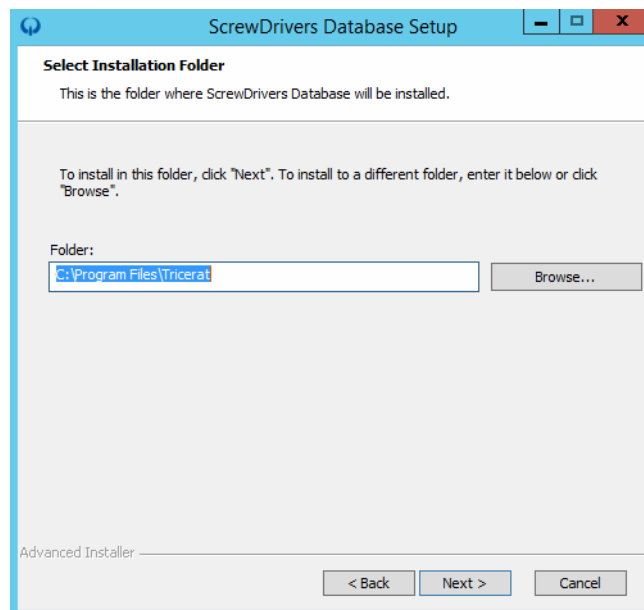 ScrewDrivers Database Setup
Select Installation Folder
This is the folder where ScrewDrivers Database will be installed.
To install in this folder, click "Next". To install to a different folder, enter it below or click
"Browse".
Folder:
C:\Program Files\Tricerat
Browse...
Advanced Installer
< Back Next > Cancel